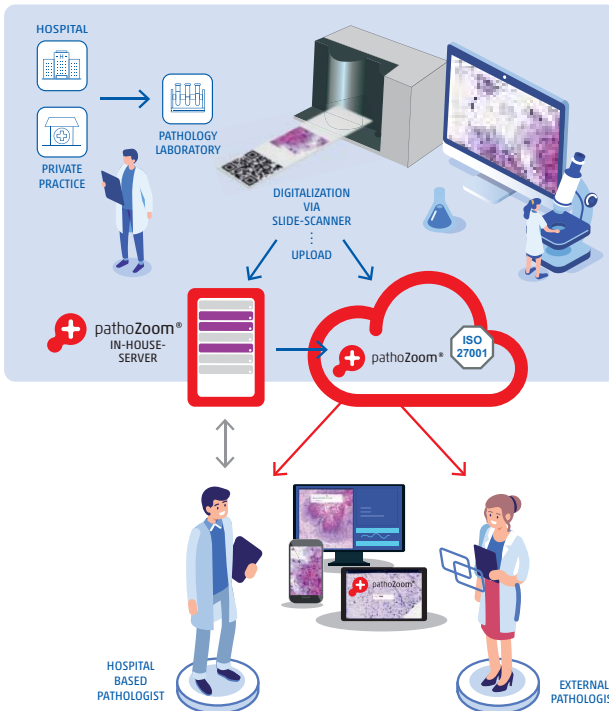 HOSPITAL
PRIVATE
PRACTICE
PATHOLOGY
LABORATORY
DIGITALIZATION
VIA
SLIDE-SCANNER
UPLOAD
pathoZoom®
IN-HOUSE-
SERVER
pathoZoom®
ISO
27001
pathoZoom®
HOSPITAL
BASED
PATHOLOGIST
EXTERNAL
PATHOLOGIS